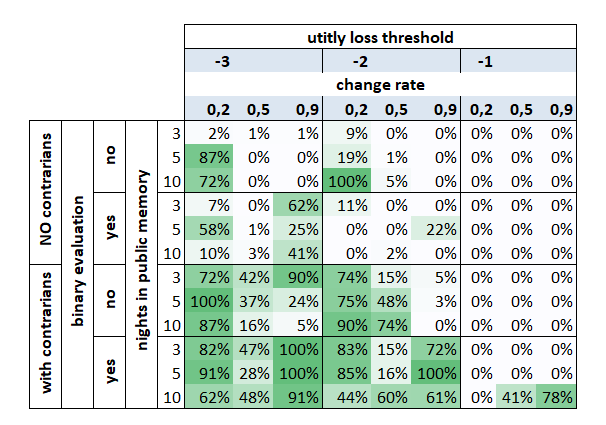 utitly loss threshold
-3 -2 -1
change rate
0,2 0,5 0,9 0,2 0,5 0,9 0,2 0,5 0,9
NO contrarians
with contrarians
binary evaluation
no
yes
no
yes
nights in public memory
3 2% 1% 1% 9% 0% 0% 0% 0% 0%
5 87% 0% 0% 19% 1% 0% 0% 0% 0%
10 72% 0% 0% 100% 5% 0% 0% 0% 0%
3 7% 0% 62% 11% 0% 0% 0% 0% 0%
5 58% 1% 25% 0% 0% 22% 0% 0% 0%
10 10% 3% 41% 0% 2% 0% 0% 0% 0%
3 72% 42% 90% 74% 15% 5% 0% 0% 0%
5 100% 37% 24% 75% 48% 3% 0% 0% 0%
10 87% 16% 5% 90% 74% 0% 0% 0% 0%
3 82% 47% 100% 83% 15% 72% 0% 0% 0%
5 91% 28% 100% 85% 16% 100% 0% 0% 0%
10 62% 48% 91% 44% 60% 61% 0% 41% 78%